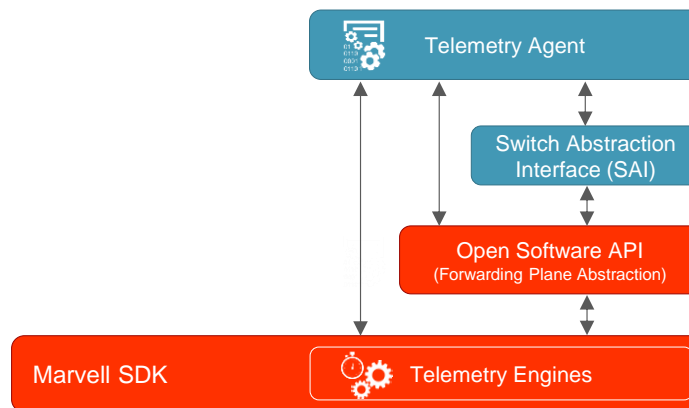 Telemetry Agent
Switch Abstraction
Interface (SAI)
Open Software API
(Forwarding Plane Abstraction)
Marvell SDK
Telemetry Engines